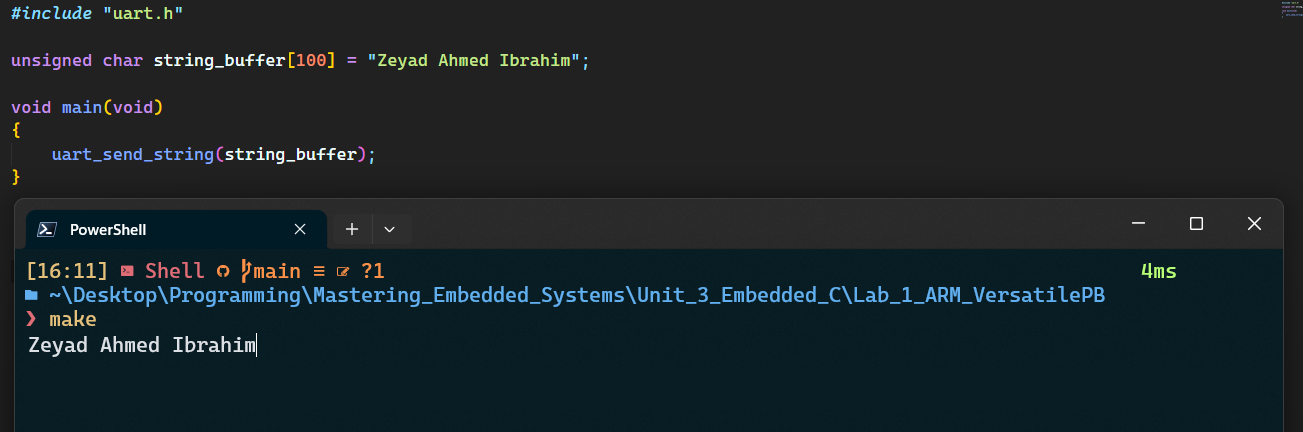 #include "uart.h"
unsigned char string_buffer[100] = "Zeyad Ahmed Ibrahim";
void main(void)
{
    uart_send_string(string_buffer);
}
PowerShell
[16:11] Shell main ≡ ?1 4ms
~\Desktop\Programming\Mastering_Embedded_Systems\Unit_3_Embedded_C\Lab_1_ARM_VersatilePB
❯ make
Zeyad Ahmed Ibrahim